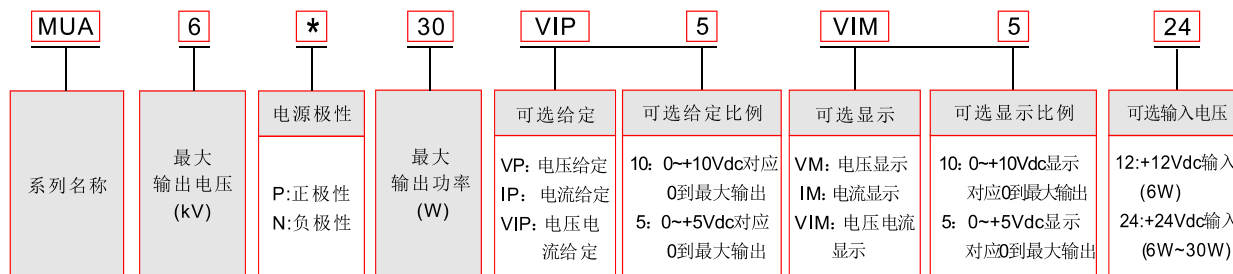 MUA 6 * 30 VIP 5 VIM 5 24
系列名称
最大
输出电压
(kV)
电源极性
P:正极性
N:负极性
最大
输出功率
(W)
可选给定
VP: 电压给定
IP: 电流给定
VIP: 电压电
流给定
可选给定比例
10: 0~+10Vdc对应
0到最大输出
5: 0~+5Vdc对应
0到最大输出
可选显示
VM: 电压显示
IM: 电流显示
VIM: 电压电流
显示
可选显示比例
10: 0~+10Vdc显示
对应0到最大输出
5: 0~+5Vdc显示
对应0到最大输出
可选输入电压
12:+12Vdc输入
(6W)
24:+24Vdc输入
(6W~30W)